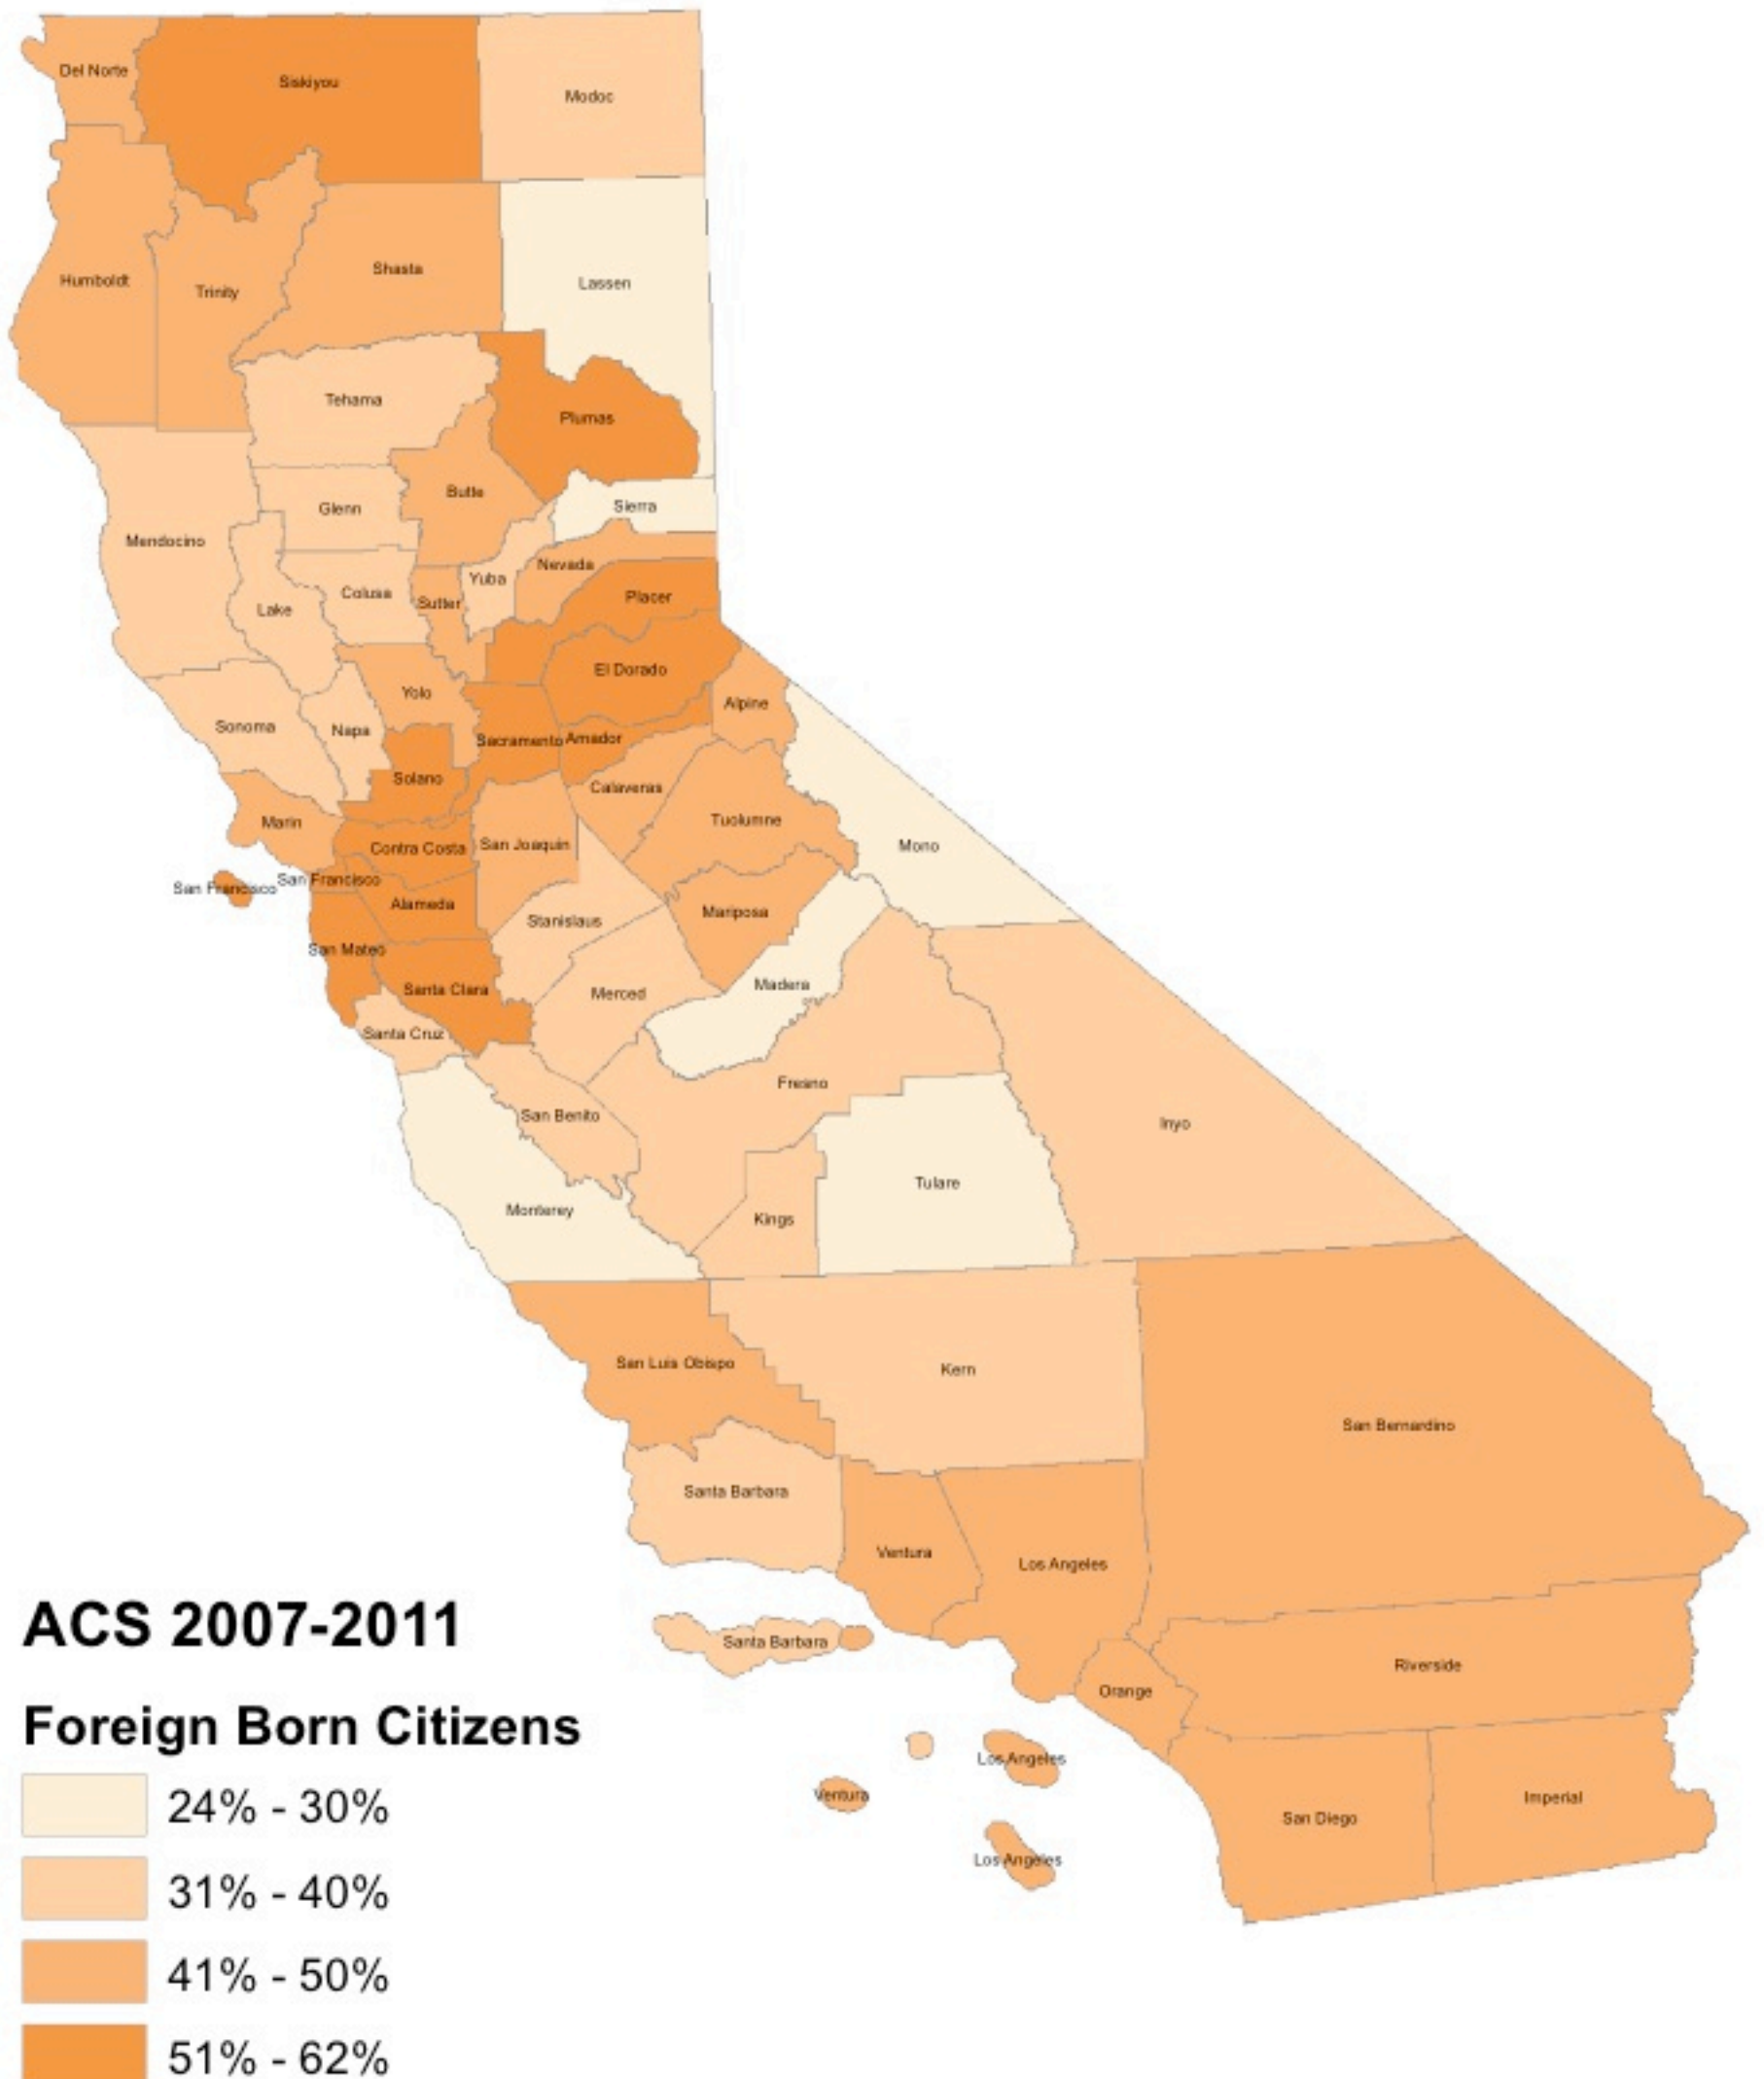 Del Norte
Siskiyou
Modoc
Humboldt
Trinity
Shasta
Lassen
Tehama
Plumas
Butte
Glenn
Sierra
Mendocino
Nevada
Yuba
Colusa
Placer
Sutter
Lake
El Dorado
Yolo
Alpine
Sonoma
Napa
Sacramento
Amador
Solano
Calaveras
Marin
Tuolumne
Contra Costa
San Joaquin
Mono
San Francisco
San Francisco
Alameda
Mariposa
Stanislaus
San Mateo
Madera
Santa Clara
Merced
Santa Cruz
Fresno
San Benito
Inyo
Tulare
Monterey
Kings
San Luis Obispo
Kern
San Bernardino
Santa Barbara
Ventura
Los Angeles
Santa Barbara
Riverside
Orange
Los Angeles
Ventura
Imperial
San Diego
Los Angeles
ACS 2007-2011
Foreign Born Citizens
24% - 30%
31% - 40%
41% - 50%
51% - 62%